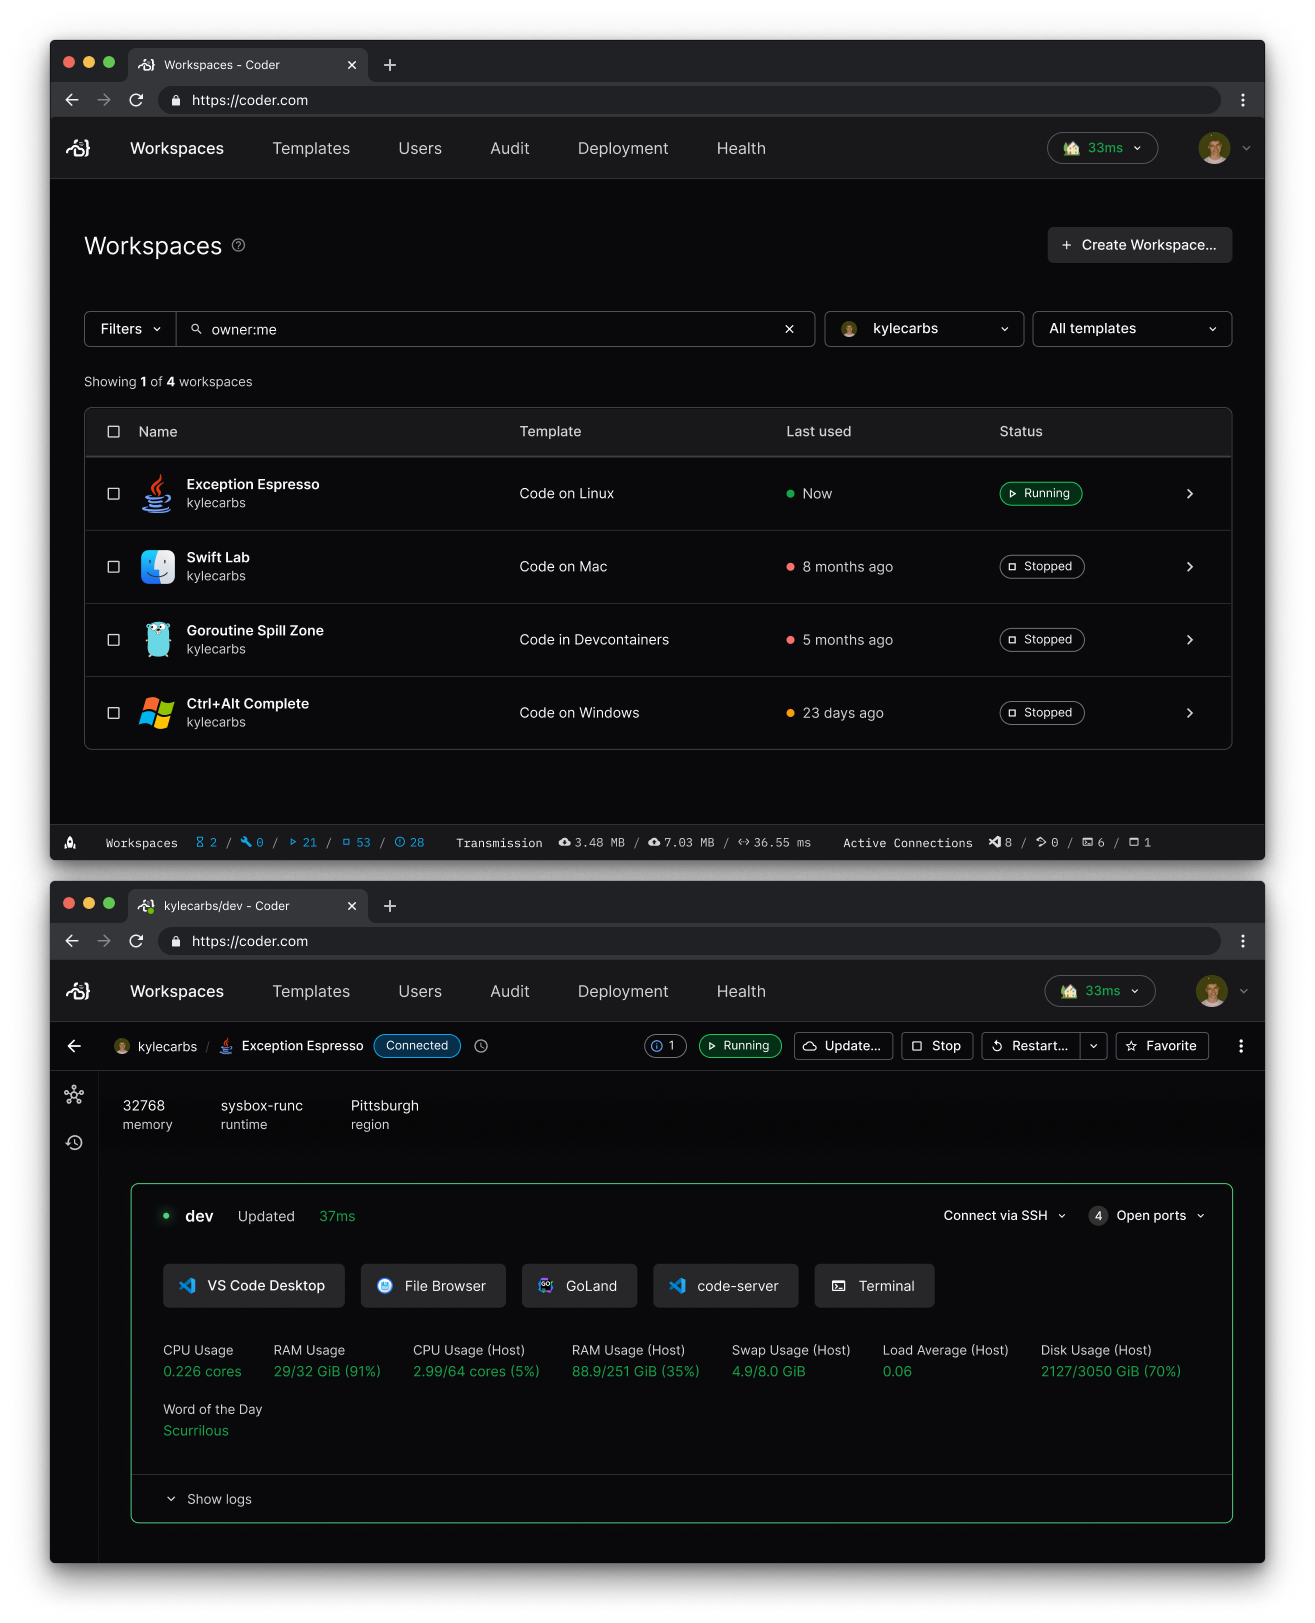 Workspaces - Coder
https://coder.com
Workspaces Templates Users Audit Deployment Health 33ms
Workspaces
+ Create Workspace...
Filters owner:me kylecarbs All templates
Showing 1 of 4 workspaces
Name Template Last used Status
Exception Espresso
kylecarbs
Code on Linux Now Running
Swift Lab
kylecarbs
Code on Mac 8 months ago Stopped
Goroutine Spill Zone
kylecarbs
Code in Devcontainers 5 months ago Stopped
Ctrl+Alt Complete
kylecarbs
Code on Windows 23 days ago Stopped
Workspaces 2 / 0 / 21 / 53 / 28 Transmission 3.48 MB / 7.03 MB / 36.55 ms Active Connections 8 / 0 / 6 / 1
kylecarbs/dev - Coder
https://coder.com
Workspaces Templates Users Audit Deployment Health 33ms
kylecarbs / Exception Espresso Connected 1 Running Update... Stop Restart... Favorite
32768 sysbox-runc Pittsburgh
memory runtime region
dev Updated 37ms Connect via SSH 4 Open ports
VS Code Desktop File Browser GO GoLand code-server Terminal
CPU Usage RAM Usage CPU Usage (Host) RAM Usage (Host) Swap Usage (Host) Load Average (Host) Disk Usage (Host)
0.226 cores 29/32 GiB (91%) 2.99/64 cores (5%) 88.9/251 GiB (35%) 4.9/8.0 GiB 0.06 2127/3050 GiB (70%)
Word of the Day
Scurrilous
Show logs